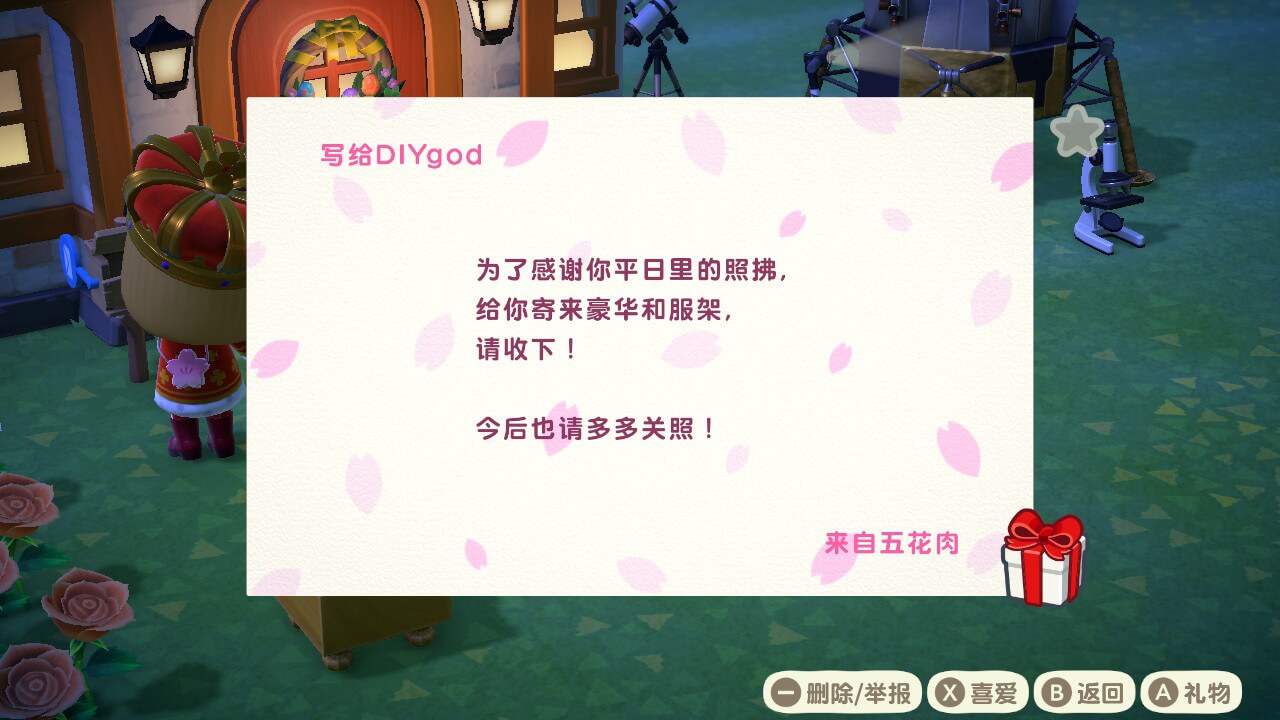 写给DIYgod
为了感谢你平日里的照拂,
给你寄来豪华和服架,
请收下！
今后也请多多关照！
来自五花肉
删除/举报
X 喜爱
B 返回
A 礼物